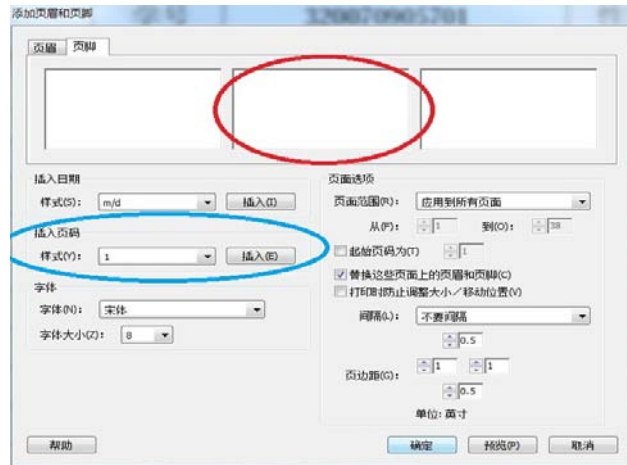 添加页眉和页脚
320070905701
页眉 页脚
插入日期 页面选项
样式(S): m/d 插入(I) 页面范围(R): 应用到所有页面
从(F): 1 到(O): 38
插入页码 起始页码为(T) 1
样式(Y): 1 插入(E)
替换这些页面上的页眉和页脚(C)
字体 打印时防止调整大小／移动位置(V)
字体(N): 宋体 间隔(L): 不要间隔
字体大小(Z): 8 0.5
页边距(G): 1 1
0.5
单位: 英寸
帮助 确定 预览(P) 取消